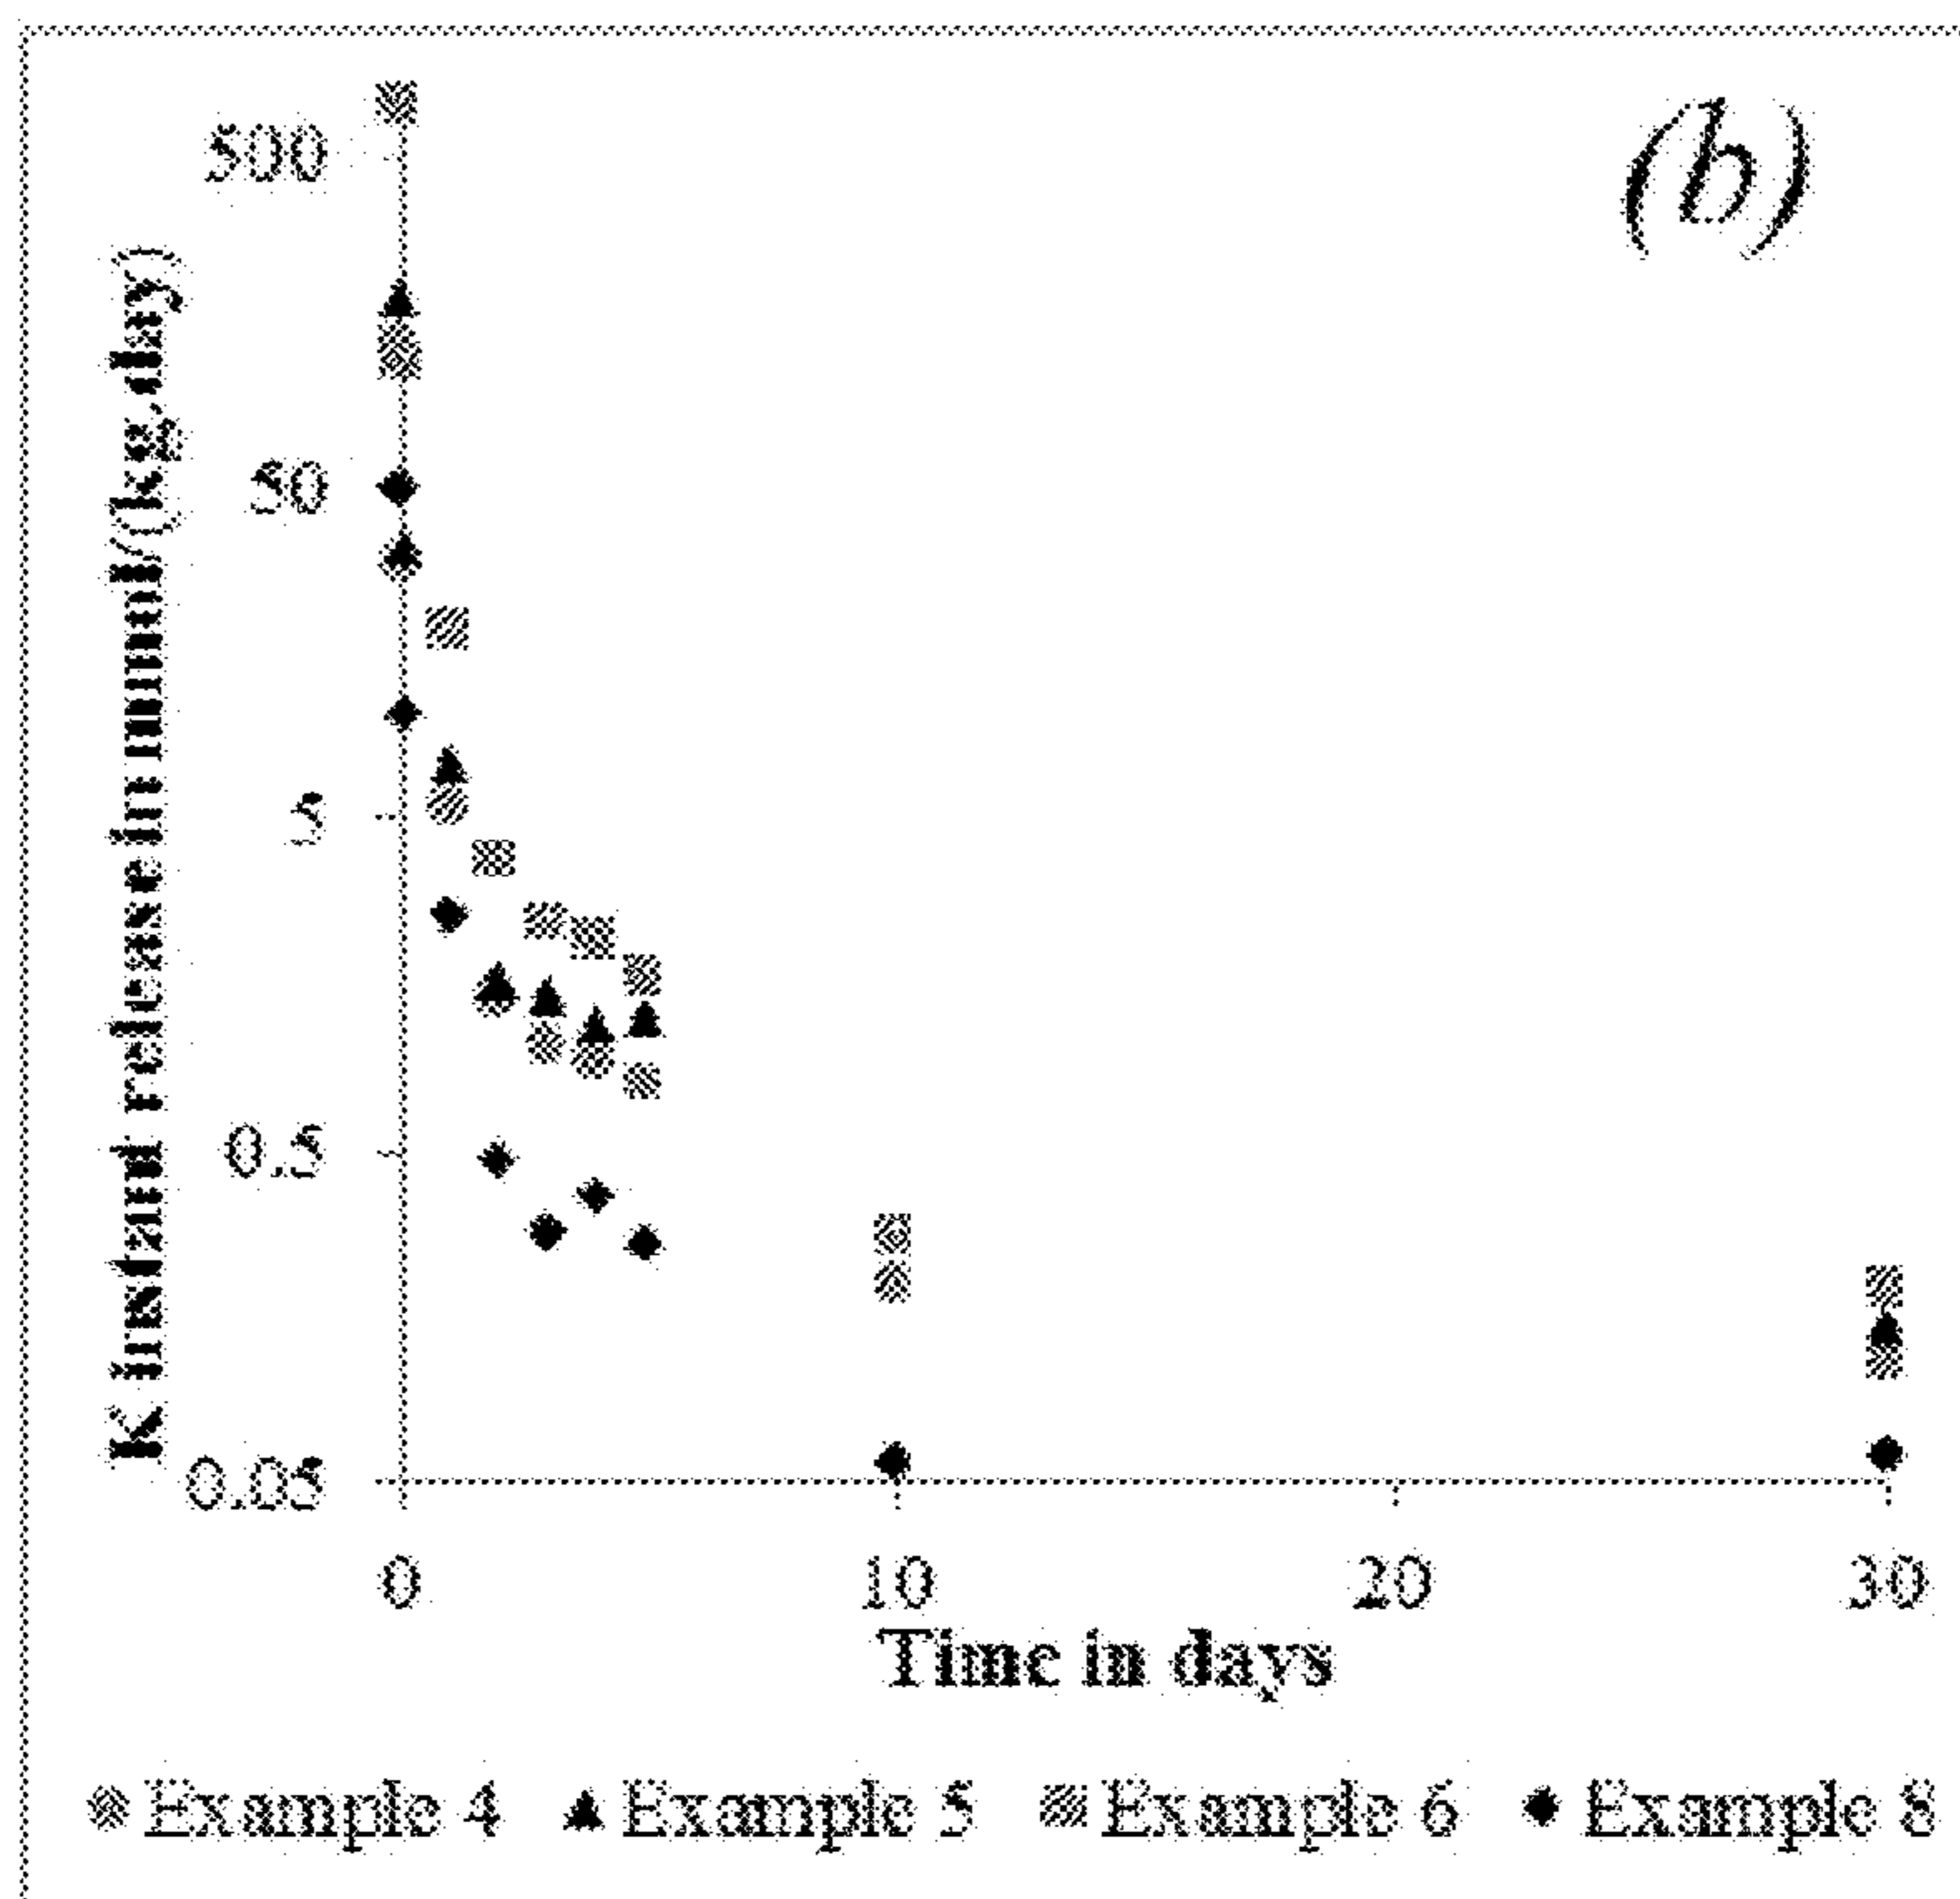 (b)
K instant release in mmol/(kg.day)
500
50
5
0.5
0.05
0 10 20 30
Time in days
Example 4 Example 5 Example 6 Example 8